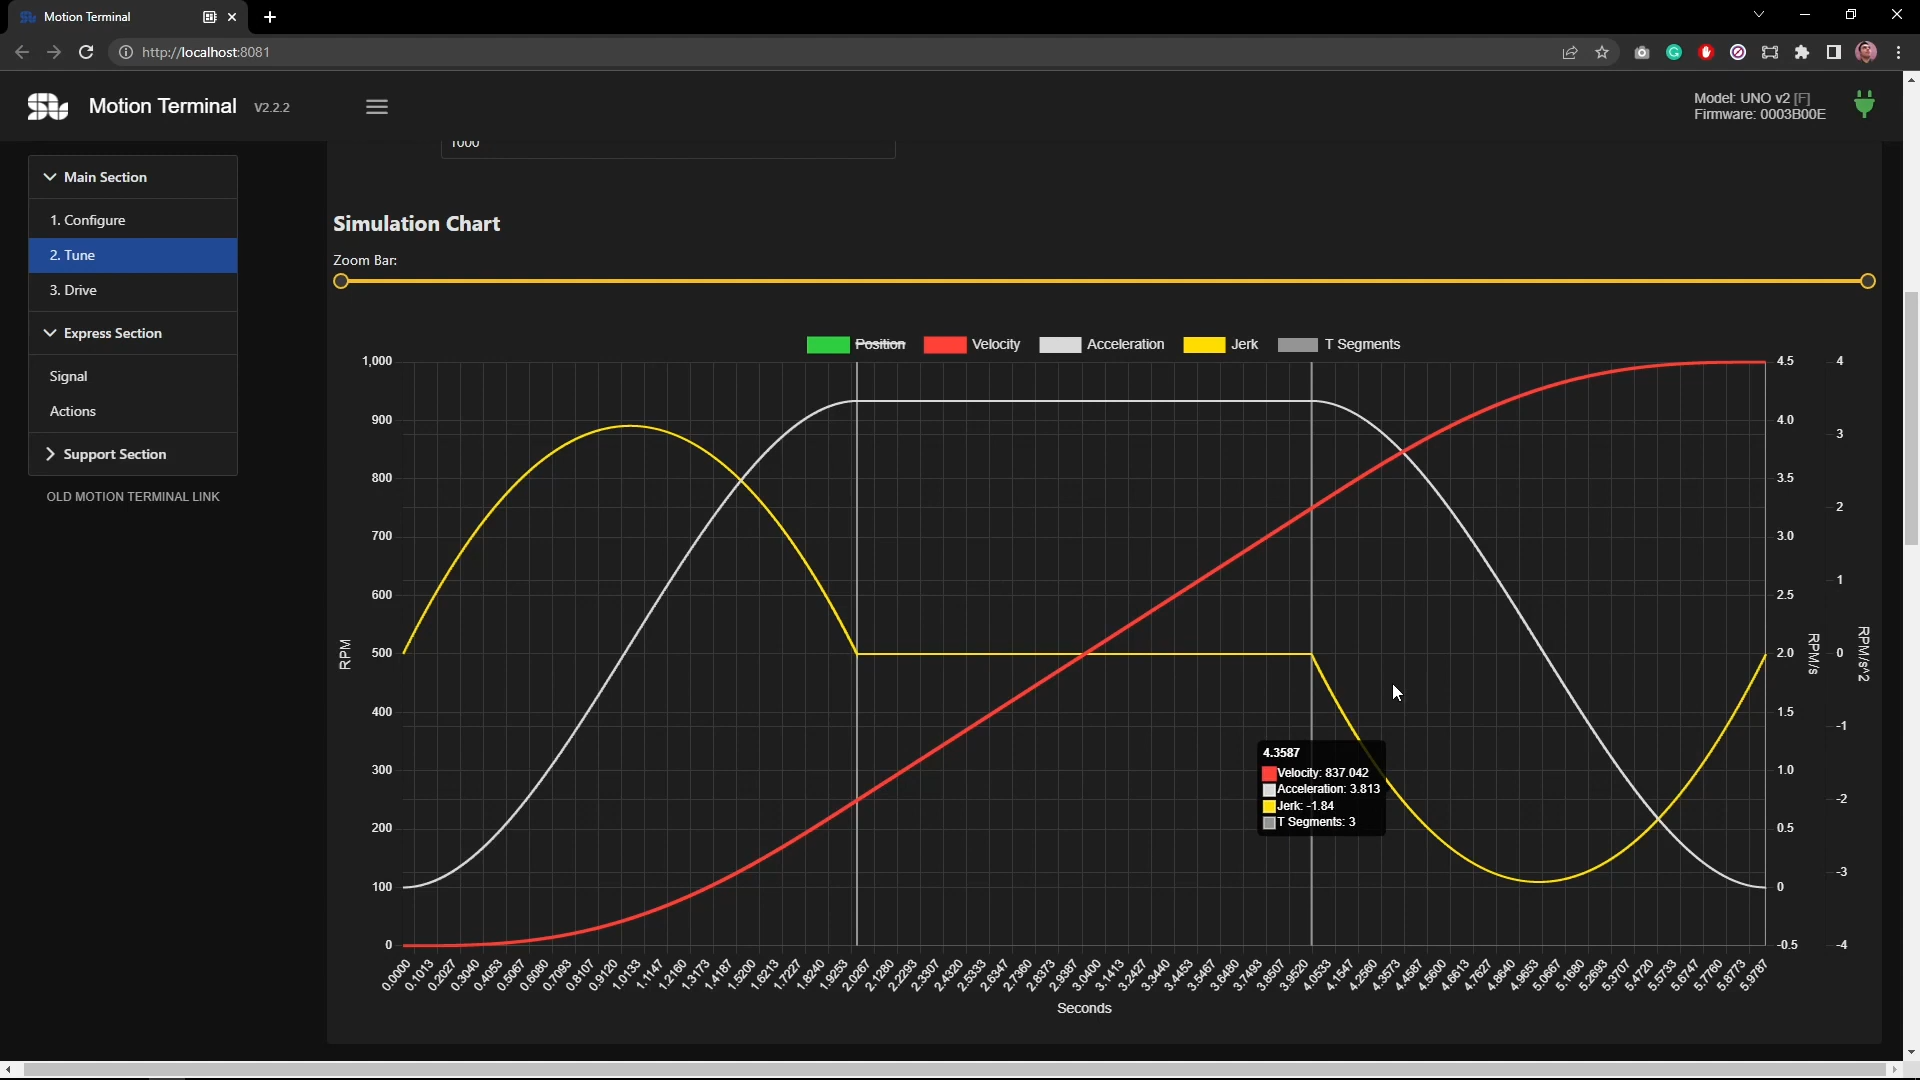 Motion Terminal
http://localhost:8081
Motion Terminal V2.2.2
Model: UNO v2 [F]
Firmware: 0003B00E
1000
Main Section
1. Configure
2. Tune
3. Drive
Express Section
Signal
Actions
Support Section
OLD MOTION TERMINAL LINK
Simulation Chart
Zoom Bar:
Position Velocity Acceleration Jerk T Segments
1,000
900
800
700
600
500
400
300
200
100
0
RPM
4.5
4.0
3.5
3.0
2.5
2.0
1.5
1.0
0.5
0
-0.5
RPM/s
4
3
2
1
0
-1
-2
-3
-4
RPM/s^2
4.3587
Velocity: 837.042
Acceleration: 3.813
Jerk: -1.84
T Segments: 3
0.0000 0.1013 0.2027 0.3040 0.4053 0.5067 0.6080 0.7093 0.8107 0.9120 1.0133 1.1147 1.2160 1.3173 1.4187 1.5200 1.6213 1.7227 1.8240 1.9253 2.0267 2.1280 2.2293 2.3307 2.4320 2.5333 2.6347 2.7360 2.8373 2.9387 3.0400 3.1413 3.2427 3.3440 3.4453 3.5467 3.6480 3.7493 3.8507 3.9520 4.0533 4.1547 4.2560 4.3573 4.4587 4.5600 4.6613 4.7627 4.8640 4.9653 5.0667 5.1680 5.2693 5.3707 5.4720 5.5733 5.6747 5.7760 5.8773 5.9787
Seconds